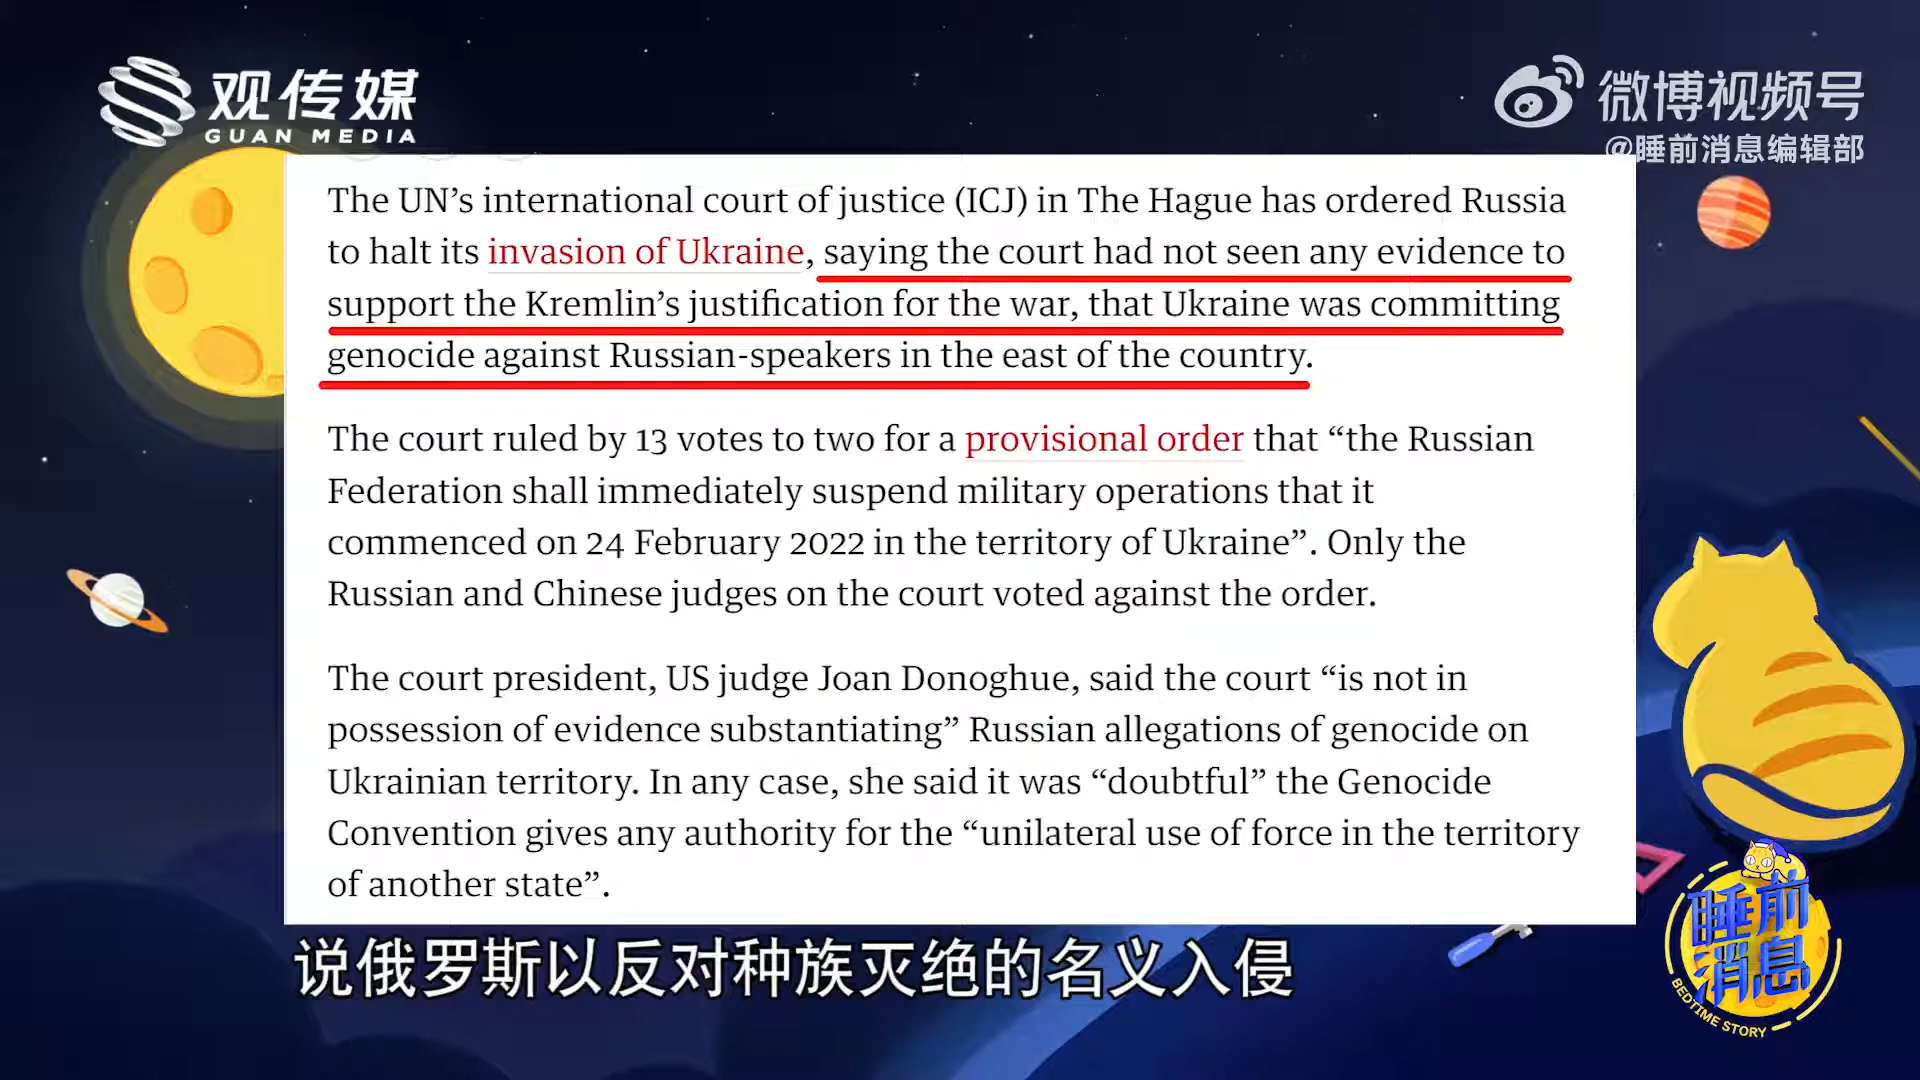 观传媒
GUAN MEDIA
微博视频号
@睡前消息编辑部
The UN’s international court of justice (ICJ) in The Hague has ordered Russia
to halt its invasion of Ukraine, saying the court had not seen any evidence to
support the Kremlin’s justification for the war, that Ukraine was committing
genocide against Russian-speakers in the east of the country.
The court ruled by 13 votes to two for a provisional order that “the Russian
Federation shall immediately suspend military operations that it
commenced on 24 February 2022 in the territory of Ukraine”. Only the
Russian and Chinese judges on the court voted against the order.
The court president, US judge Joan Donoghue, said the court “is not in
possession of evidence substantiating” Russian allegations of genocide on
Ukrainian territory. In any case, she said it was “doubtful” the Genocide
Convention gives any authority for the “unilateral use of force in the territory
of another state”.
说俄罗斯以反对种族灭绝的名义入侵
睡前
消息
BEDTIME STORY